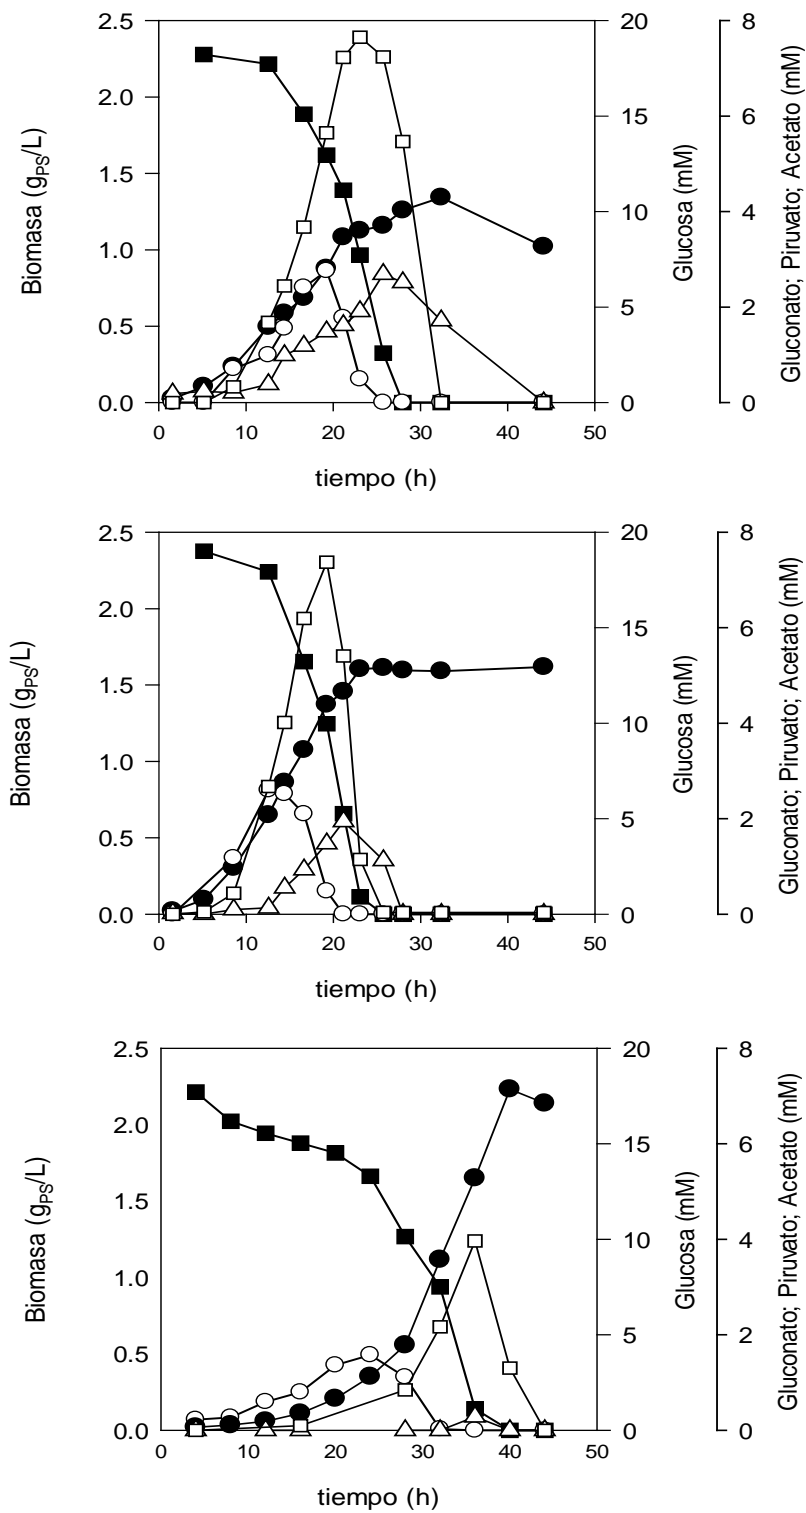 2.5 20 8
2.0 15 6
1.5
10 4
1.0
5 2
0.5
0.0 0 0
0 10 20 30 40 50
tiempo (h)
Biomasa (gPS/L)
Glucosa (mM)
Gluconato; Piruvato; Acetato (mM)
2.5 20 8
2.0 15 6
1.5
10 4
1.0
5 2
0.5
0.0 0 0
0 10 20 30 40 50
tiempo (h)
Biomasa (gPS/L)
Glucosa (mM)
Gluconato; Piruvato; Acetato (mM)
2.5 20 8
2.0 15 6
1.5
10 4
1.0
5 2
0.5
0.0 0 0
0 10 20 30 40 50
tiempo (h)
Biomasa (gPS/L)
Glucosa (mM)
Gluconato; Piruvato; Acetato (mM)